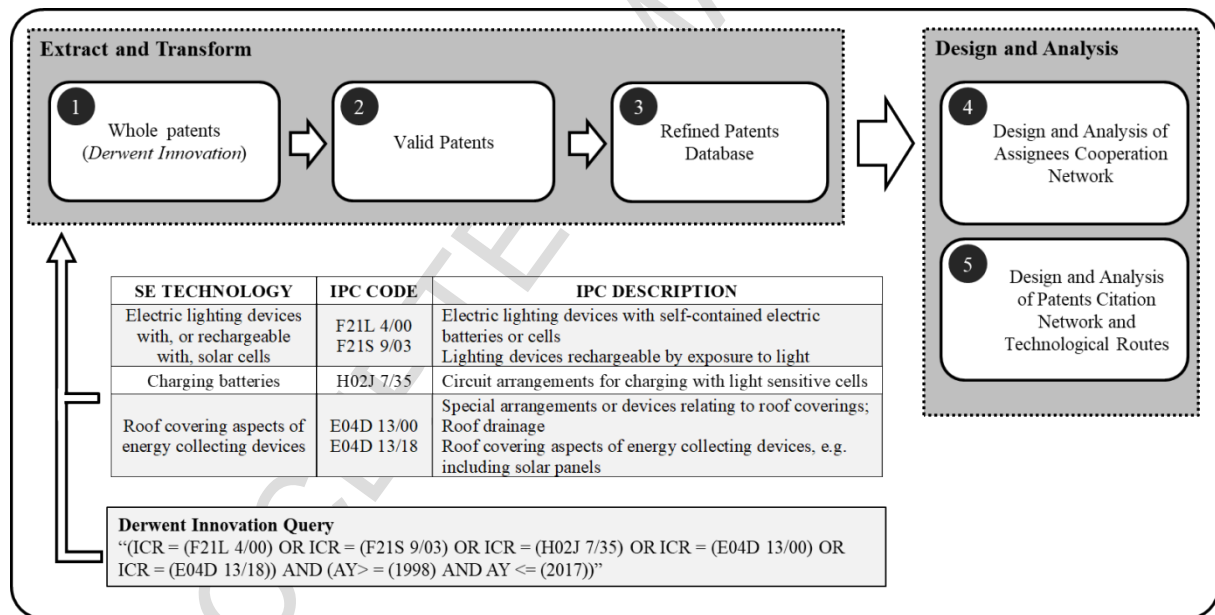 Extract and Transform
1
Whole patents
(Derwent Innovation)
2
Valid Patents
3
Refined Patents
Database
Design and Analysis
4
Design and Analysis of
Assignees Cooperation
Network
5
Design and Analysis
of Patents Citation
Network and
Technological Routes
SE TECHNOLOGY IPC CODE IPC DESCRIPTION
Electric lighting devices
with, or rechargeable
with, solar cells
F21L 4/00
F21S 9/03
Electric lighting devices with self-contained electric
batteries or cells
Lighting devices rechargeable by exposure to light
Charging batteries H02J 7/35 Circuit arrangements for charging with light sensitive cells
Roof covering aspects of
energy collecting devices
E04D 13/00
E04D 13/18
Special arrangements or devices relating to roof coverings;
Roof drainage
Roof covering aspects of energy collecting devices, e.g.
including solar panels
Derwent Innovation Query
“(ICR = (F21L 4/00) OR ICR = (F21S 9/03) OR ICR = (H02J 7/35) OR ICR = (E04D 13/00) OR
ICR = (E04D 13/18)) AND (AY> = (1998) AND AY <= (2017))”